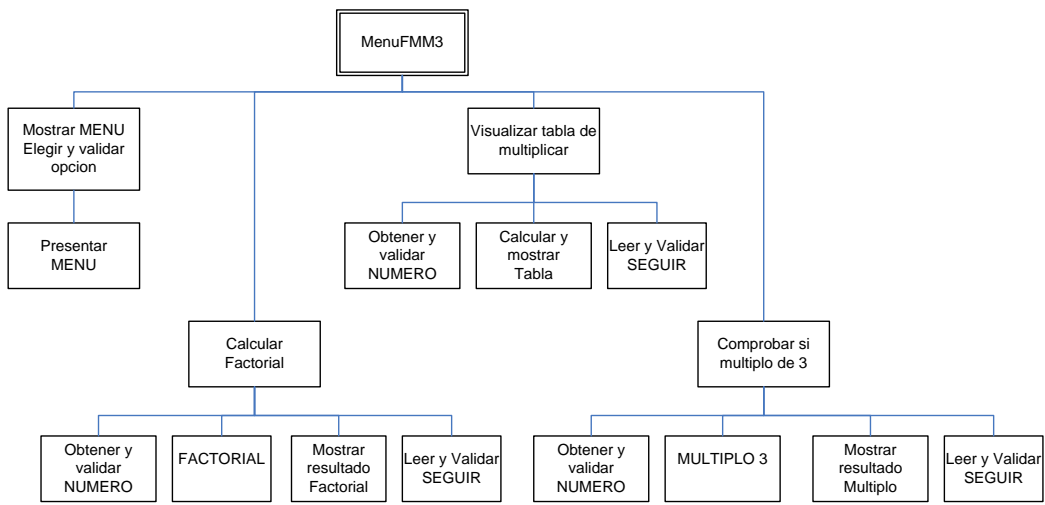 MenuFMM3
Mostrar MENU
Elegir y validar
opcion
Visualizar tabla de
multiplicar
Presentar
MENU
Obtener y
validar
NUMERO
Calcular y
mostrar
Tabla
Leer y Validar
SEGUIR
Calcular
Factorial
Comprobar si
multiplo de 3
Obtener y
validar
NUMERO
FACTORIAL
Mostrar
resultado
Factorial
Leer y Validar
SEGUIR
Obtener y
validar
NUMERO
MULTIPLO 3
Mostrar
resultado
Multiplo
Leer y Validar
SEGUIR